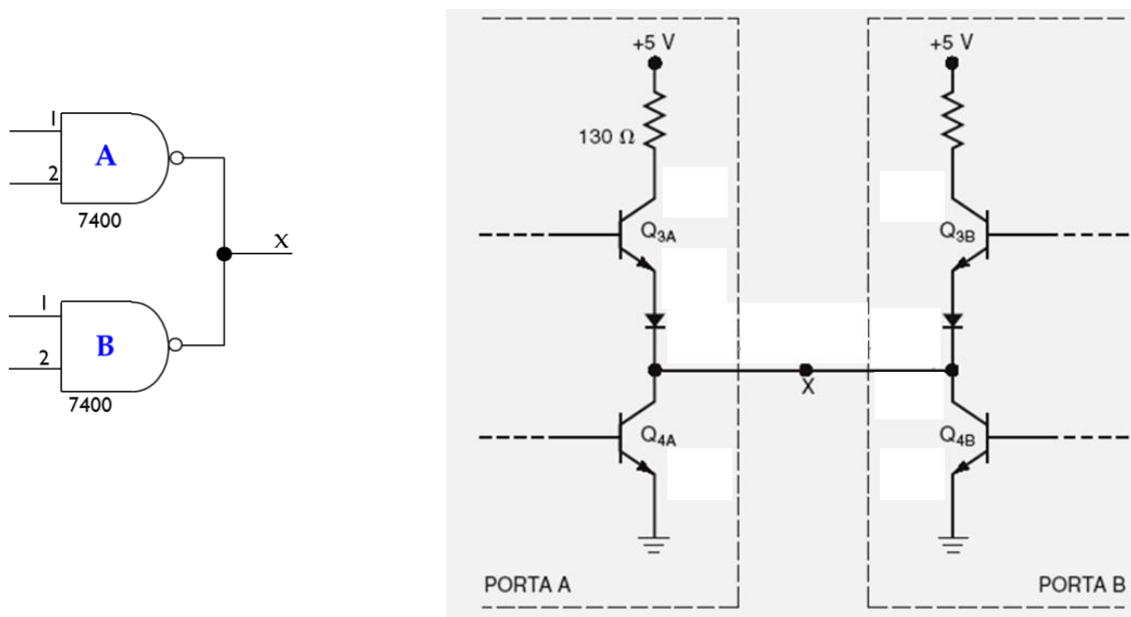 1
A
2
7400
X
1
B
2
7400
+5 V
+5 V
130 Ω
Q3A
Q3B
X
Q4A
Q4B
PORTA A
PORTA B